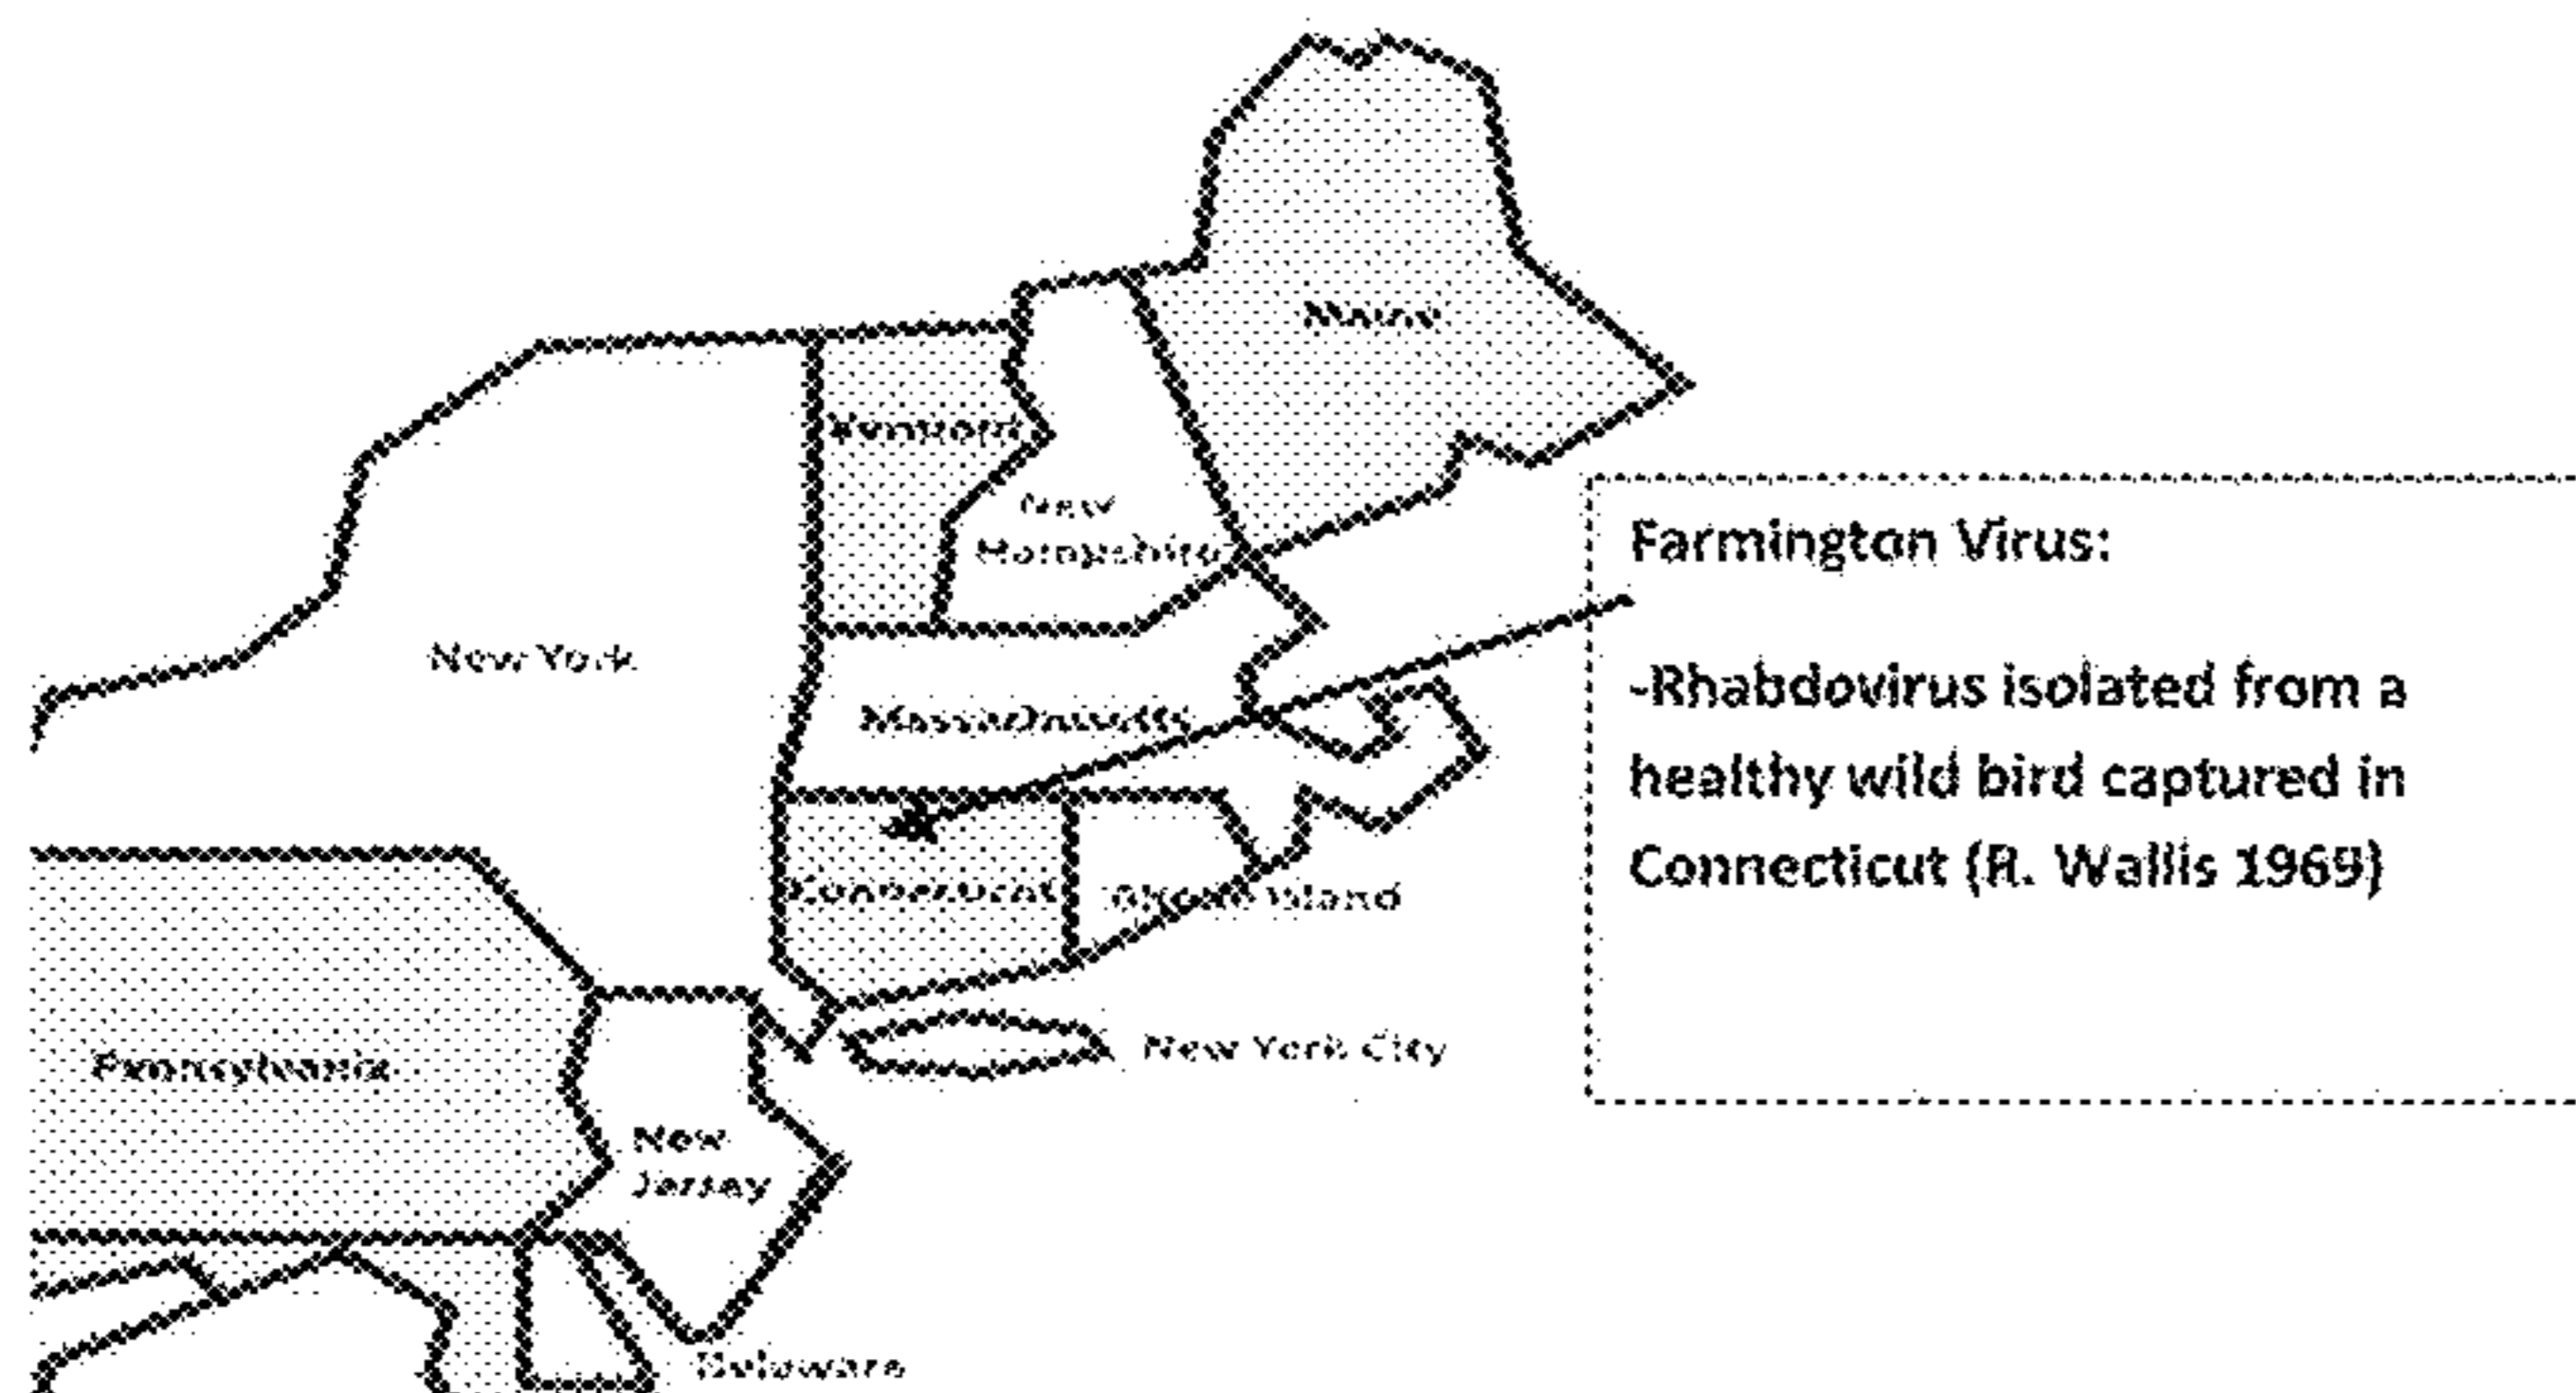 Maine
Vermont
New
Hampshire
Farmington Virus:
New York
-Rhabdovirus isolated from a
healthy wild bird captured in
Connecticut (R. Wallis 1969)
Massachusetts
Connecticut
Rhode Island
New York City
Pennsylvania
New
Jersey
Delaware